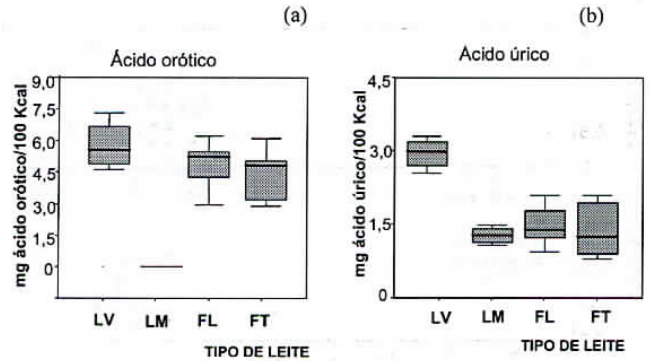 (a)
Ácido orótico
mg ácido orótico/100 Kcal
9,0
7,5
6,0
4,5
3,0
1,5
0
LV LM FL FT
TIPO DE LEITE
(b)
Acido úrico
mg ácido úrico/100 Kcal
4,5
3,0
1,5
0
LV LM FL FT
TIPO DE LEITE